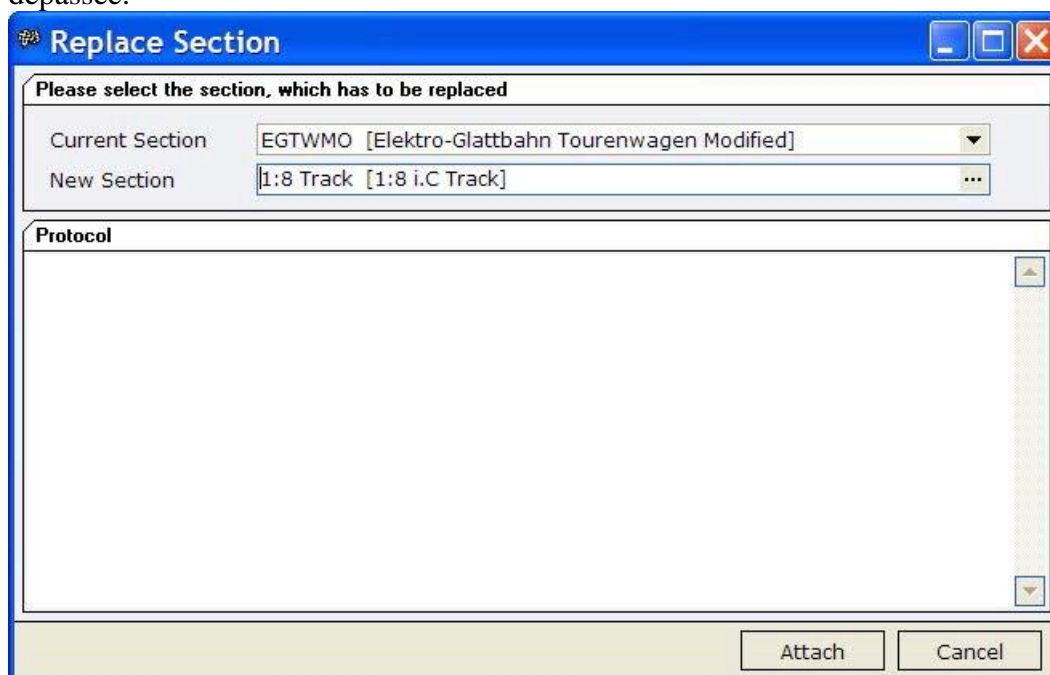 dépassée.
Replace Section
Please select the section, which has to be replaced
Current Section EGTWMO [Elektro-Glattbahn Tourenwagen Modified]
New Section 1:8 Track [1:8 i.C Track] ...
Protocol
Attach Cancel